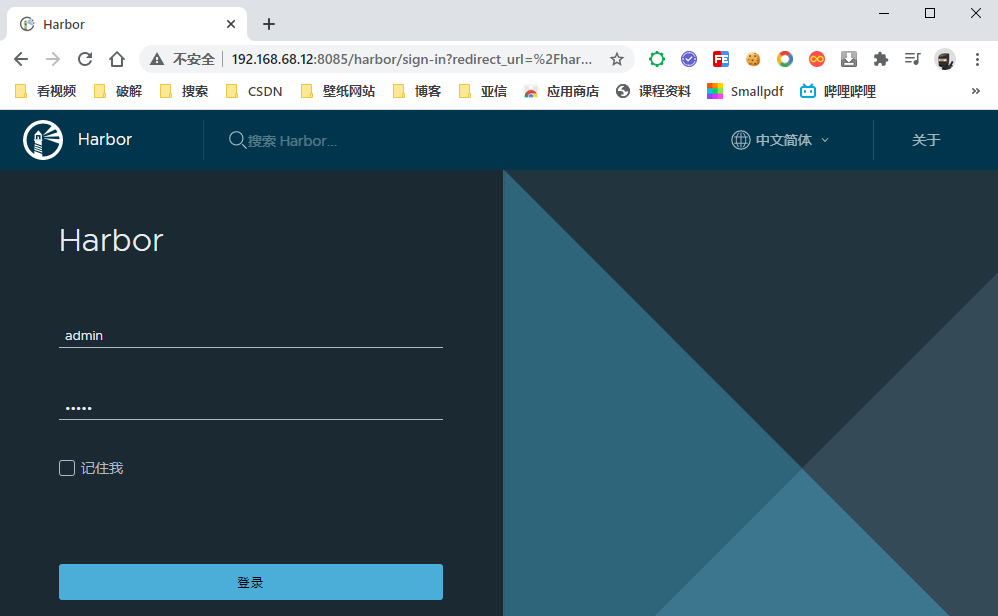 Harbor
不安全 192.168.68.12:8085/harbor/sign-in?redirect_url=%2Fhar...
看视频 破解 搜索 CSDN 壁纸网站 博客 亚信 应用商店 课程资料 Smallpdf 哔哩哔哩 »
Harbor 搜索 Harbor... 中文简体 关于
Harbor
admin
•••••
记住我
登录